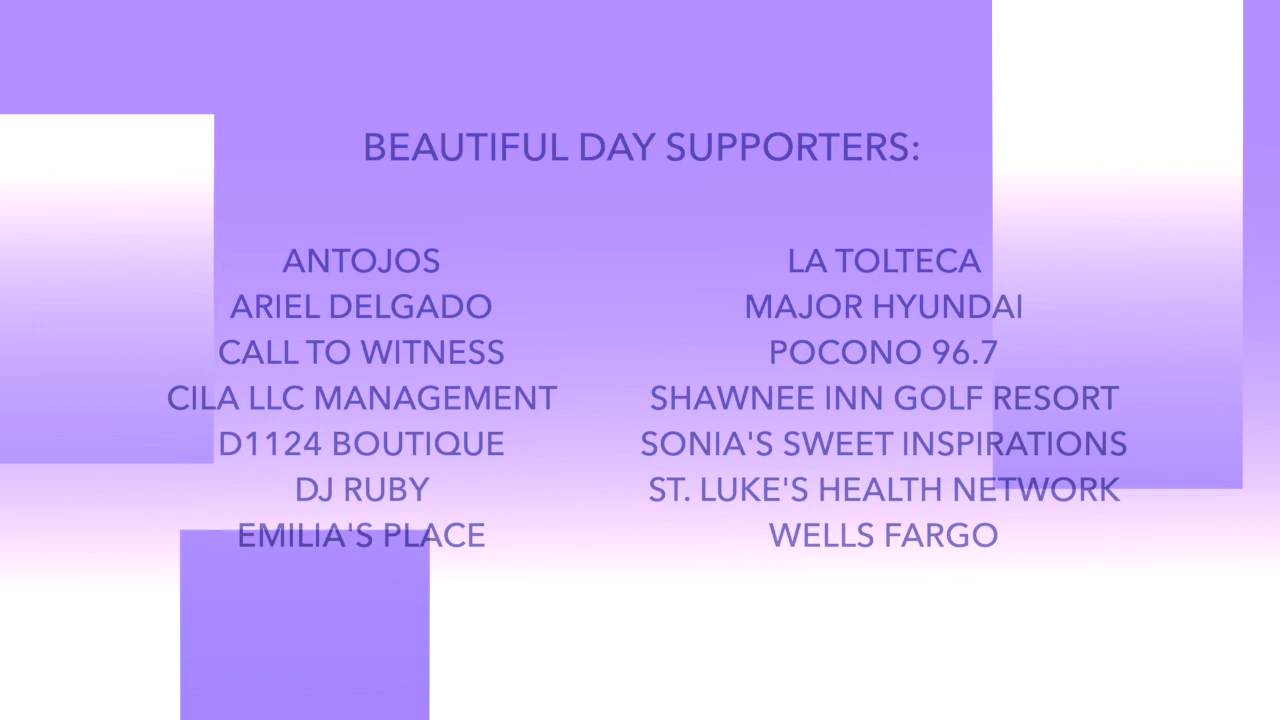 BEAUTIFUL DAY SUPPORTERS:
ANTOJOS
ARIEL DELGADO
CALL TO WITNESS
CILA LLC MANAGEMENT
D1124 BOUTIQUE
DJ RUBY
EMILIA'S PLACE
LA TOLTECA
MAJOR HYUNDAI
POCONO 96.7
SHAWNEE INN GOLF RESORT
SONIA'S SWEET INSPIRATIONS
ST. LUKE'S HEALTH NETWORK
WELLS FARGO